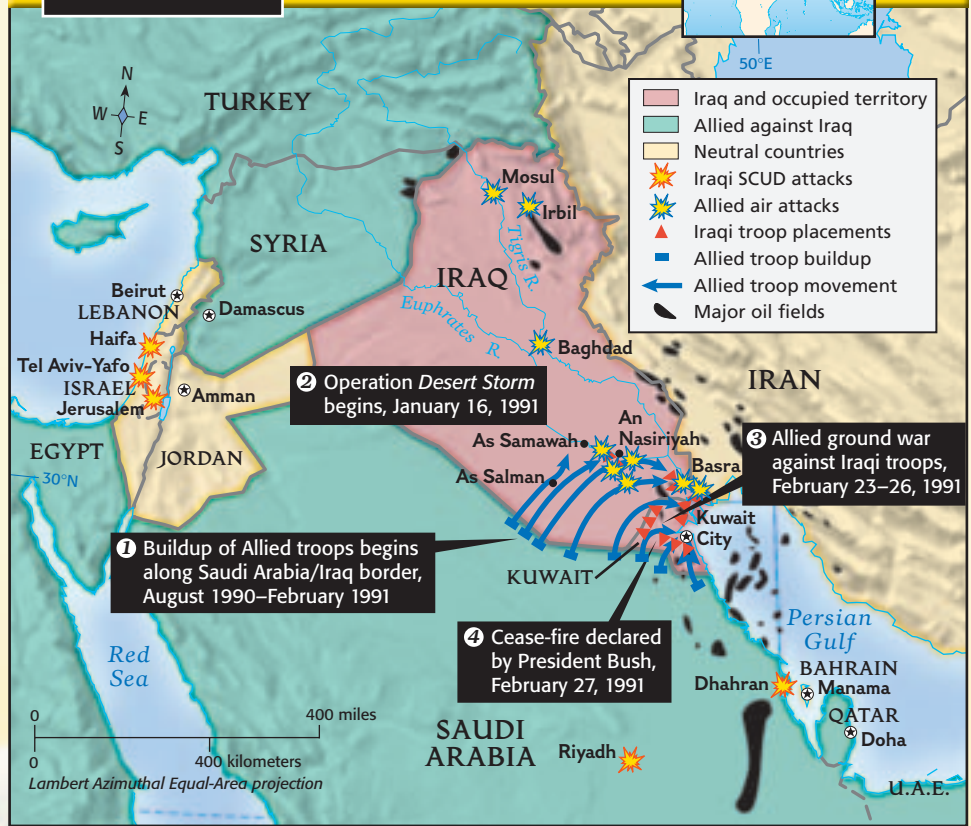 50°E
Iraq and occupied territory
Allied against Iraq
Neutral countries
Iraqi SCUD attacks
Allied air attacks
Iraqi troop placements
Allied troop buildup
Allied troop movement
Major oil fields
N
W E
S
TURKEY
Mosul
Irbil
SYRIA
Tigris R.
IRAQ
Euphrates R.
Beirut
LEBANON
Damascus
Haifa
Baghdad
Tel Aviv-Yafo
ISRAEL
Jerusalem
Amman
IRAN
2 Operation Desert Storm
begins, January 16, 1991
An
Nasiriyah
As Samawah
3 Allied ground war
against Iraqi troops,
February 23–26, 1991
EGYPT
JORDAN
As Salman
Basra
30°N
Kuwait
City
1 Buildup of Allied troops begins
along Saudi Arabia/Iraq border,
August 1990–February 1991
KUWAIT
4 Cease-fire declared
by President Bush,
February 27, 1991
Persian
Gulf
Red
Sea
BAHRAIN
Dhahran
Manama
QATAR
Doha
0 400 miles
0 400 kilometers
Lambert Azimuthal Equal-Area projection
SAUDI
ARABIA
Riyadh
U.A.E.